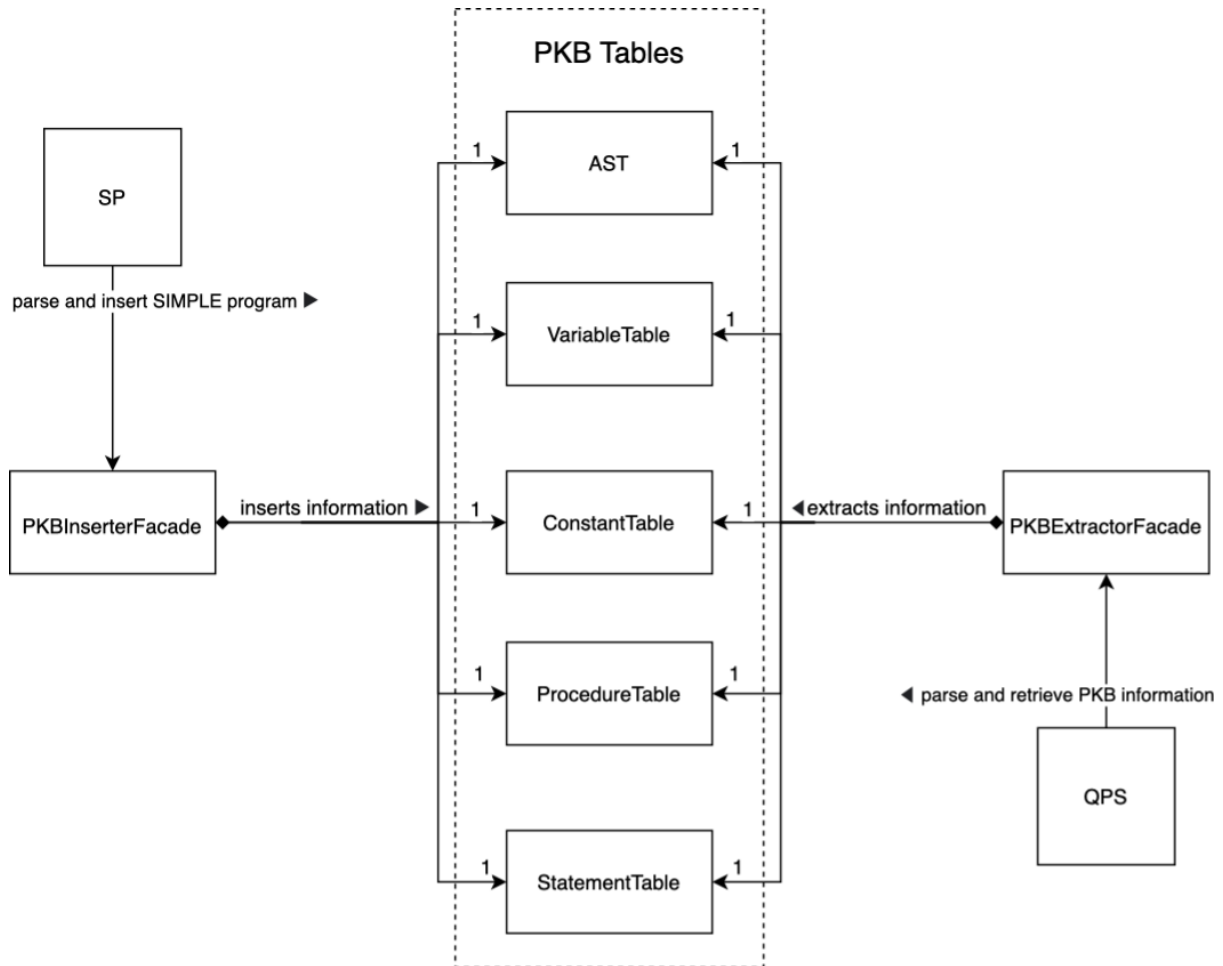 PKB Tables
1
AST
1
SP
parse and insert SIMPLE program ▶
1
VariableTable
1
PKBInserterFacade
inserts information ▶
1
ConstantTable
1
◀extracts information
PKBExtractorFacade
1
ProcedureTable
1
◀ parse and retrieve PKB information
QPS
1
StatementTable
1